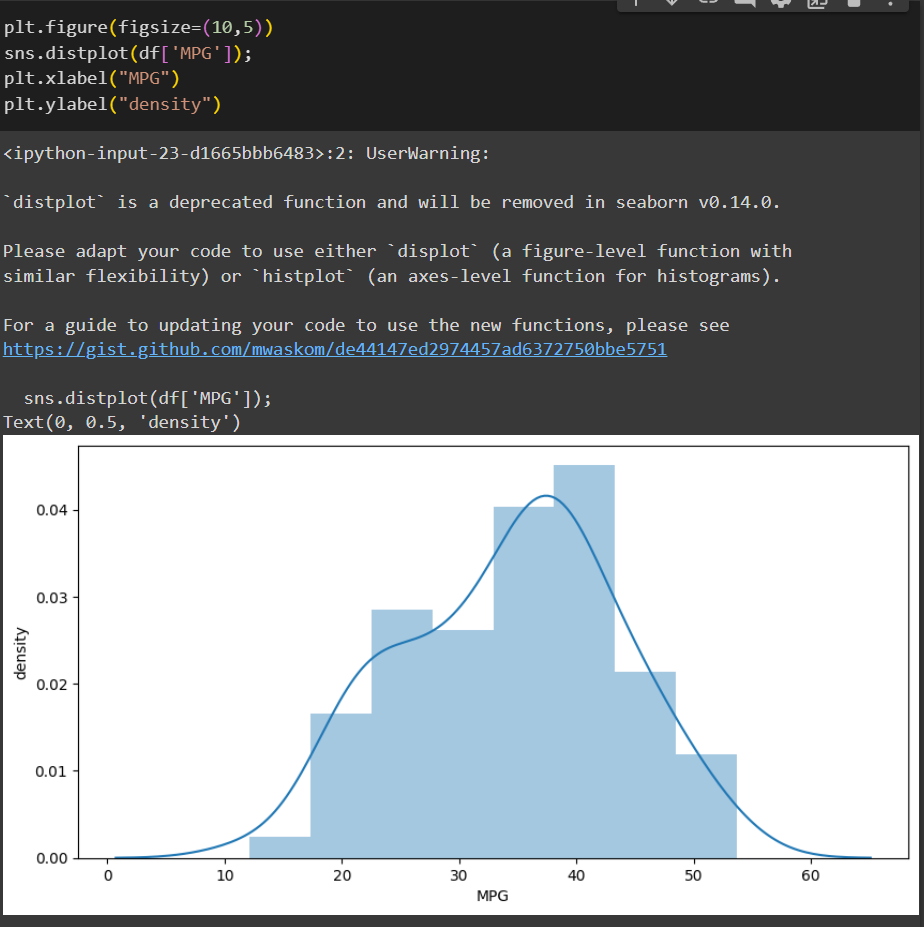 plt.figure(figsize=(10,5))
sns.distplot(df['MPG']);
plt.xlabel("MPG")
plt.ylabel("density")
<ipython-input-23-d1665bbb6483>:2: UserWarning:
`distplot` is a deprecated function and will be removed in seaborn v0.14.0.
Please adapt your code to use either `displot` (a figure-level function with
similar flexibility) or `histplot` (an axes-level function for histograms).
For a guide to updating your code to use the new functions, please see
https://gist.github.com/mwaskom/de44147ed2974457ad6372750bbe5751
sns.distplot(df['MPG']);
Text(0, 0.5, 'density')
0.04
0.03
0.02
0.01
0.00
density
0 10 20 30 40 50 60
MPG